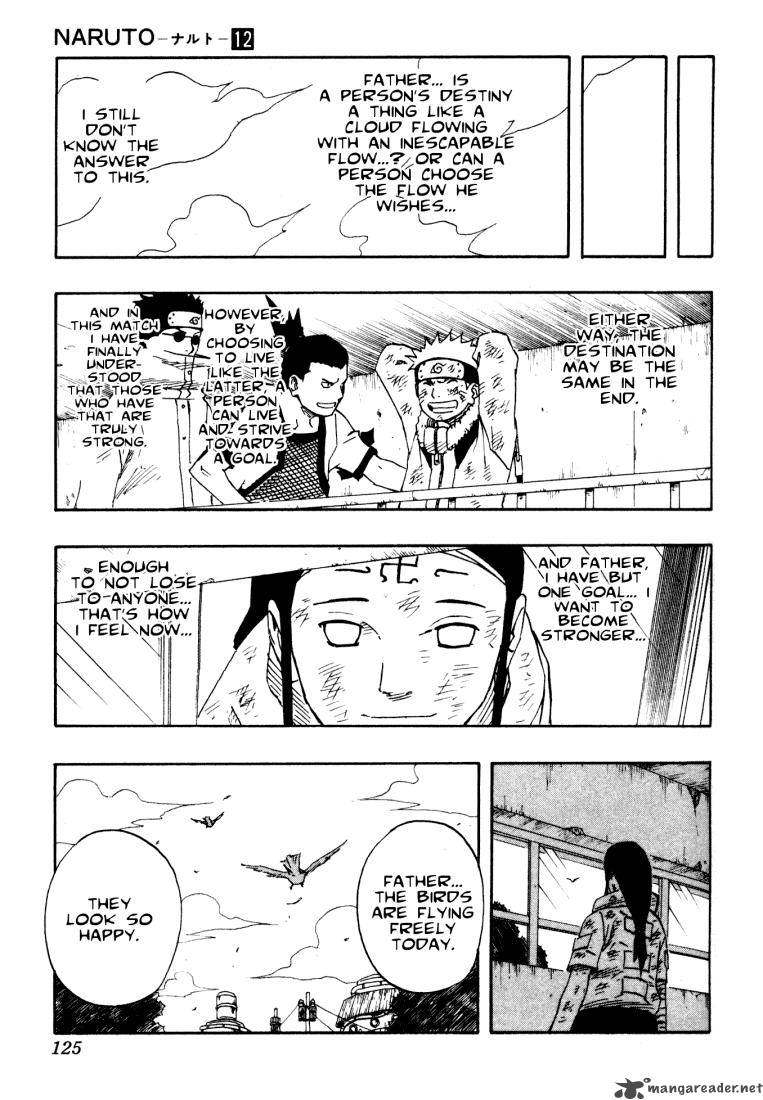 NARUTO -ナルト- 12
FATHER... IS
A PERSON'S DESTINY
A THING LIKE A
CLOUD FLOWING
WITH AN INESCAPABLE
FLOW...? OR CAN A
PERSON CHOOSE
THE FLOW HE
WISHES...
I STILL
DON'T
KNOW THE
ANSWER
TO THIS.
EITHER
WAY, THE
DESTINATION
MAY BE THE
SAME IN THE
END.
HOWEVER,
BY
CHOOSING
TO LIVE
LIKE THE
LATTER, A
PERSON
CAN LIVE
AND STRIVE
TOWARDS
A GOAL.
AND IN
THIS MATCH
I HAVE
FINALLY
UNDER-
STOOD
THAT THOSE
WHO HAVE
THAT ARE
TRULY
STRONG.
AND FATHER,
I HAVE BUT
ONE GOAL... I
WANT TO
BECOME
STRONGER...
ENOUGH
TO NOT LOSE
TO ANYONE...
THAT'S HOW
I FEEL NOW...
FATHER...
THE BIRDS
ARE FLYING
FREELY
TODAY.
THEY
LOOK SO
HAPPY.
125
mangareader.net